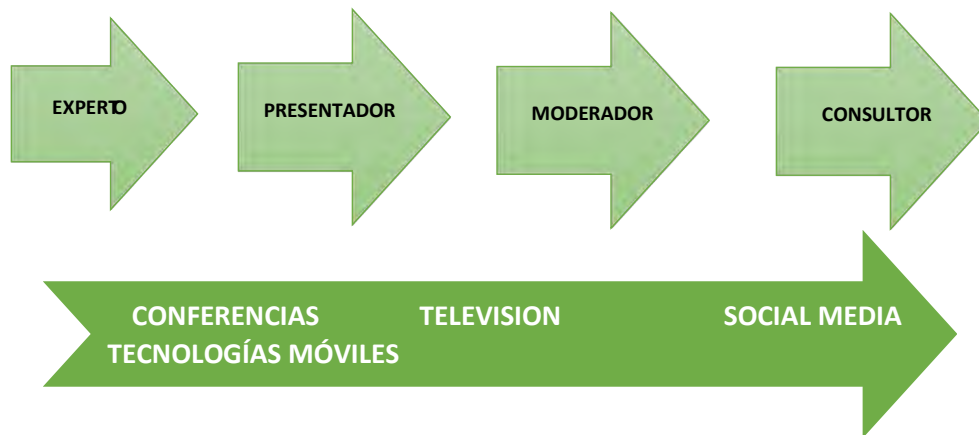 EXPERTO
PRESENTADOR
MODERADOR
CONSULTOR
CONFERENCIAS TELEVISION SOCIAL MEDIA
TECNOLOGÍAS MÓVILES